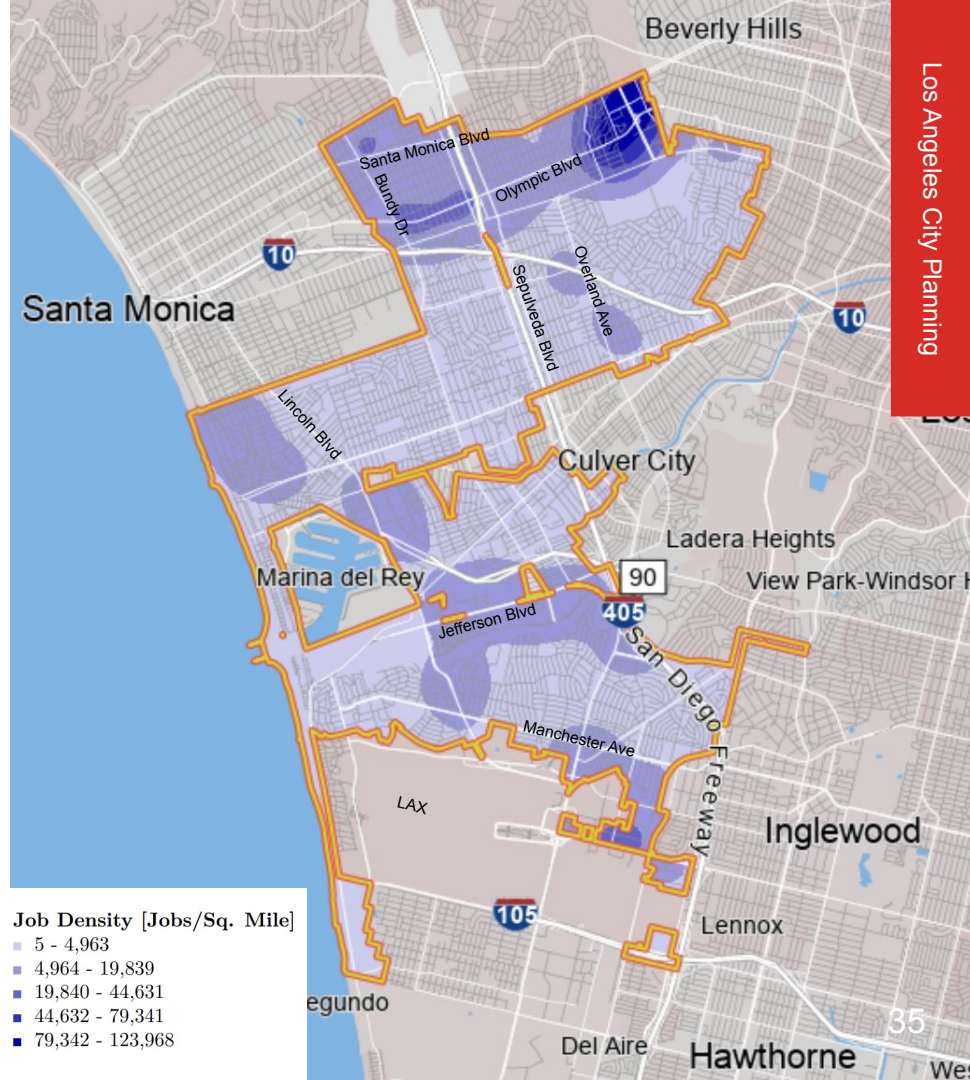 Beverly Hills
Los Angeles City Planning
Santa Monica Blvd
Olympic Blvd
Bundy Dr
10
Overland Ave
Sepulveda Blvd
Santa Monica
10
Lincoln Blvd
Culver City
Ladera Heights
Marina del Rey
90
View Park-Windsor
405
Jefferson Blvd
San Diego Freeway
Manchester Ave
LAX
Inglewood
105
Lennox
Job Density [Jobs/Sq. Mile]
5 - 4,963
4,964 - 19,839
19,840 - 44,631
44,632 - 79,341
79,342 - 123,968
egundo
35
Del Aire
Hawthorne